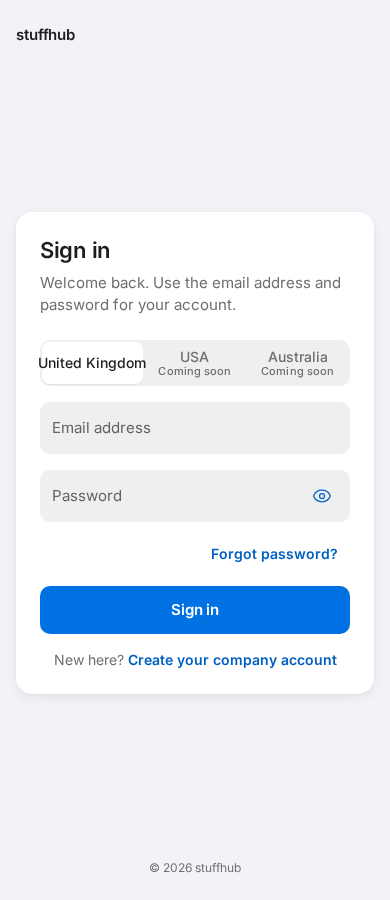 stuffhub
Sign in
Welcome back. Use the email address and
password for your account.
United Kingdom
USA
Coming soon
Australia
Coming soon
Email address
Password
Forgot password?
Sign in
New here? Create your company account
© 2026 stuffhub